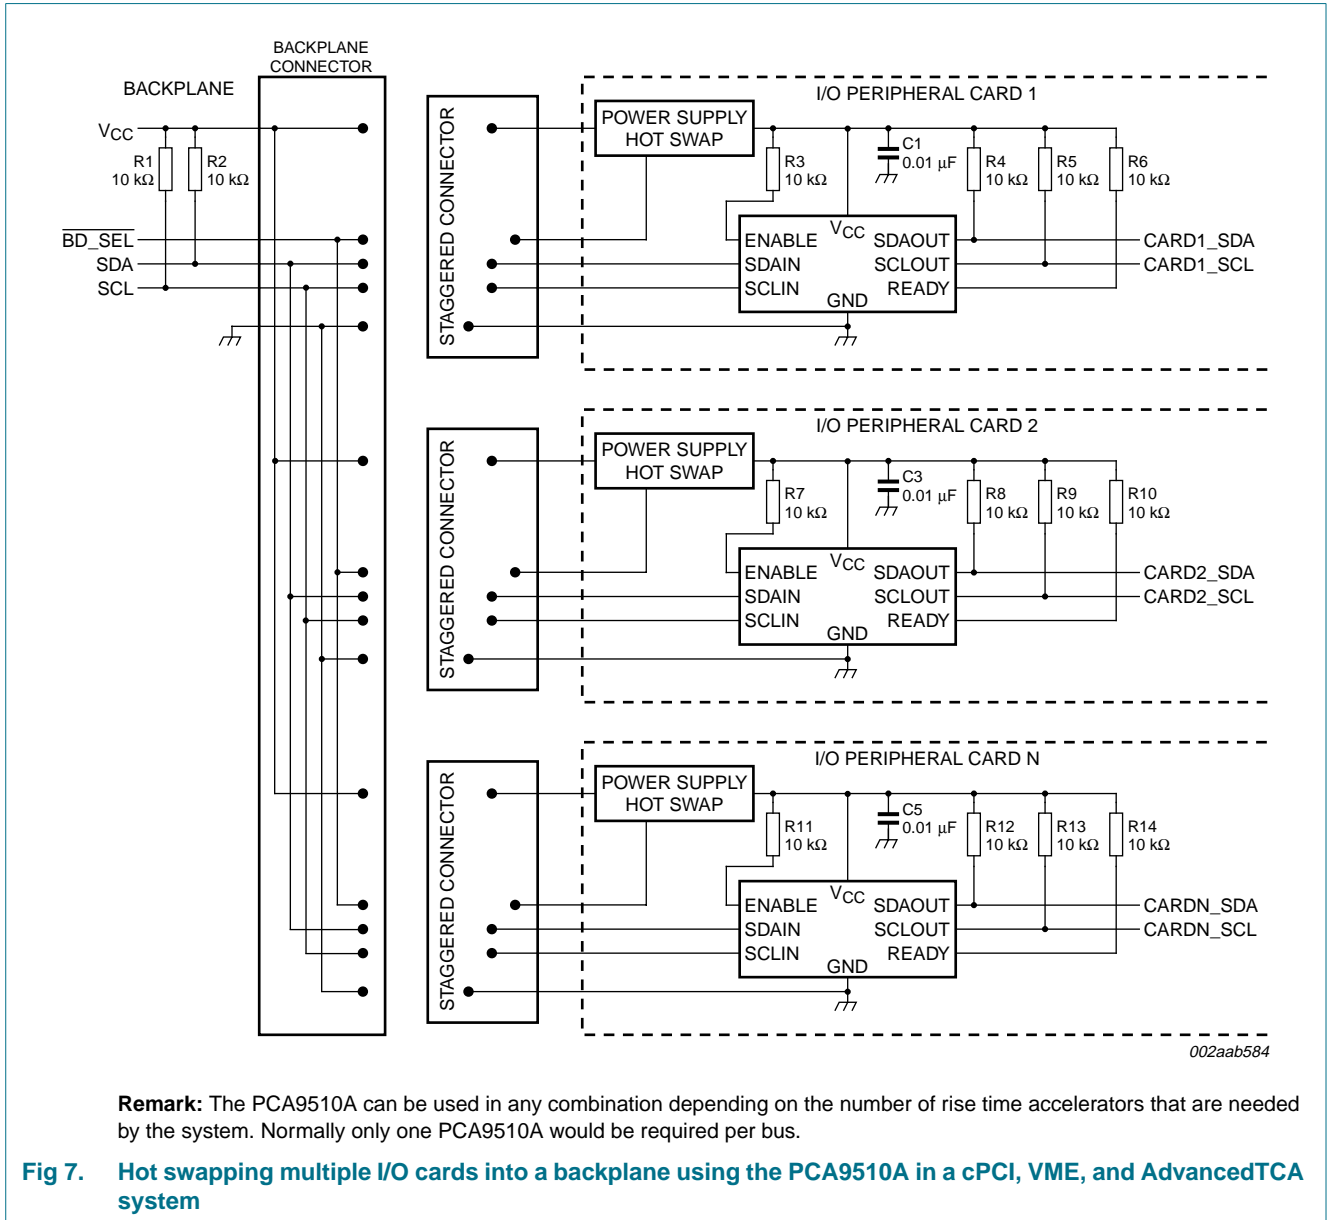 BACKPLANE
CONNECTOR
BACKPLANE
VCC
R1
10 kΩ
R2
10 kΩ
BD_SEL
SDA
SCL
STAGGERED CONNECTOR
I/O PERIPHERAL CARD 1
POWER SUPPLY
HOT SWAP
R3
10 kΩ
C1
0.01 μF
R4
10 kΩ
R5
10 kΩ
R6
10 kΩ
VCC
ENABLE
SDAIN
SCLIN
SDAOUT
SCLOUT
READY
GND
CARD1_SDA
CARD1_SCL
STAGGERED CONNECTOR
I/O PERIPHERAL CARD 2
POWER SUPPLY
HOT SWAP
R7
10 kΩ
C3
0.01 μF
R8
10 kΩ
R9
10 kΩ
R10
10 kΩ
VCC
ENABLE
SDAIN
SCLIN
SDAOUT
SCLOUT
READY
GND
CARD2_SDA
CARD2_SCL
STAGGERED CONNECTOR
I/O PERIPHERAL CARD N
POWER SUPPLY
HOT SWAP
R11
10 kΩ
C5
0.01 μF
R12
10 kΩ
R13
10 kΩ
R14
10 kΩ
VCC
ENABLE
SDAIN
SCLIN
SDAOUT
SCLOUT
READY
GND
CARDN_SDA
CARDN_SCL
002aab584
Remark: The PCA9510A can be used in any combination depending on the number of rise time accelerators that are needed
by the system. Normally only one PCA9510A would be required per bus.
Fig 7. Hot swapping multiple I/O cards into a backplane using the PCA9510A in a cPCI, VME, and AdvancedTCA
system